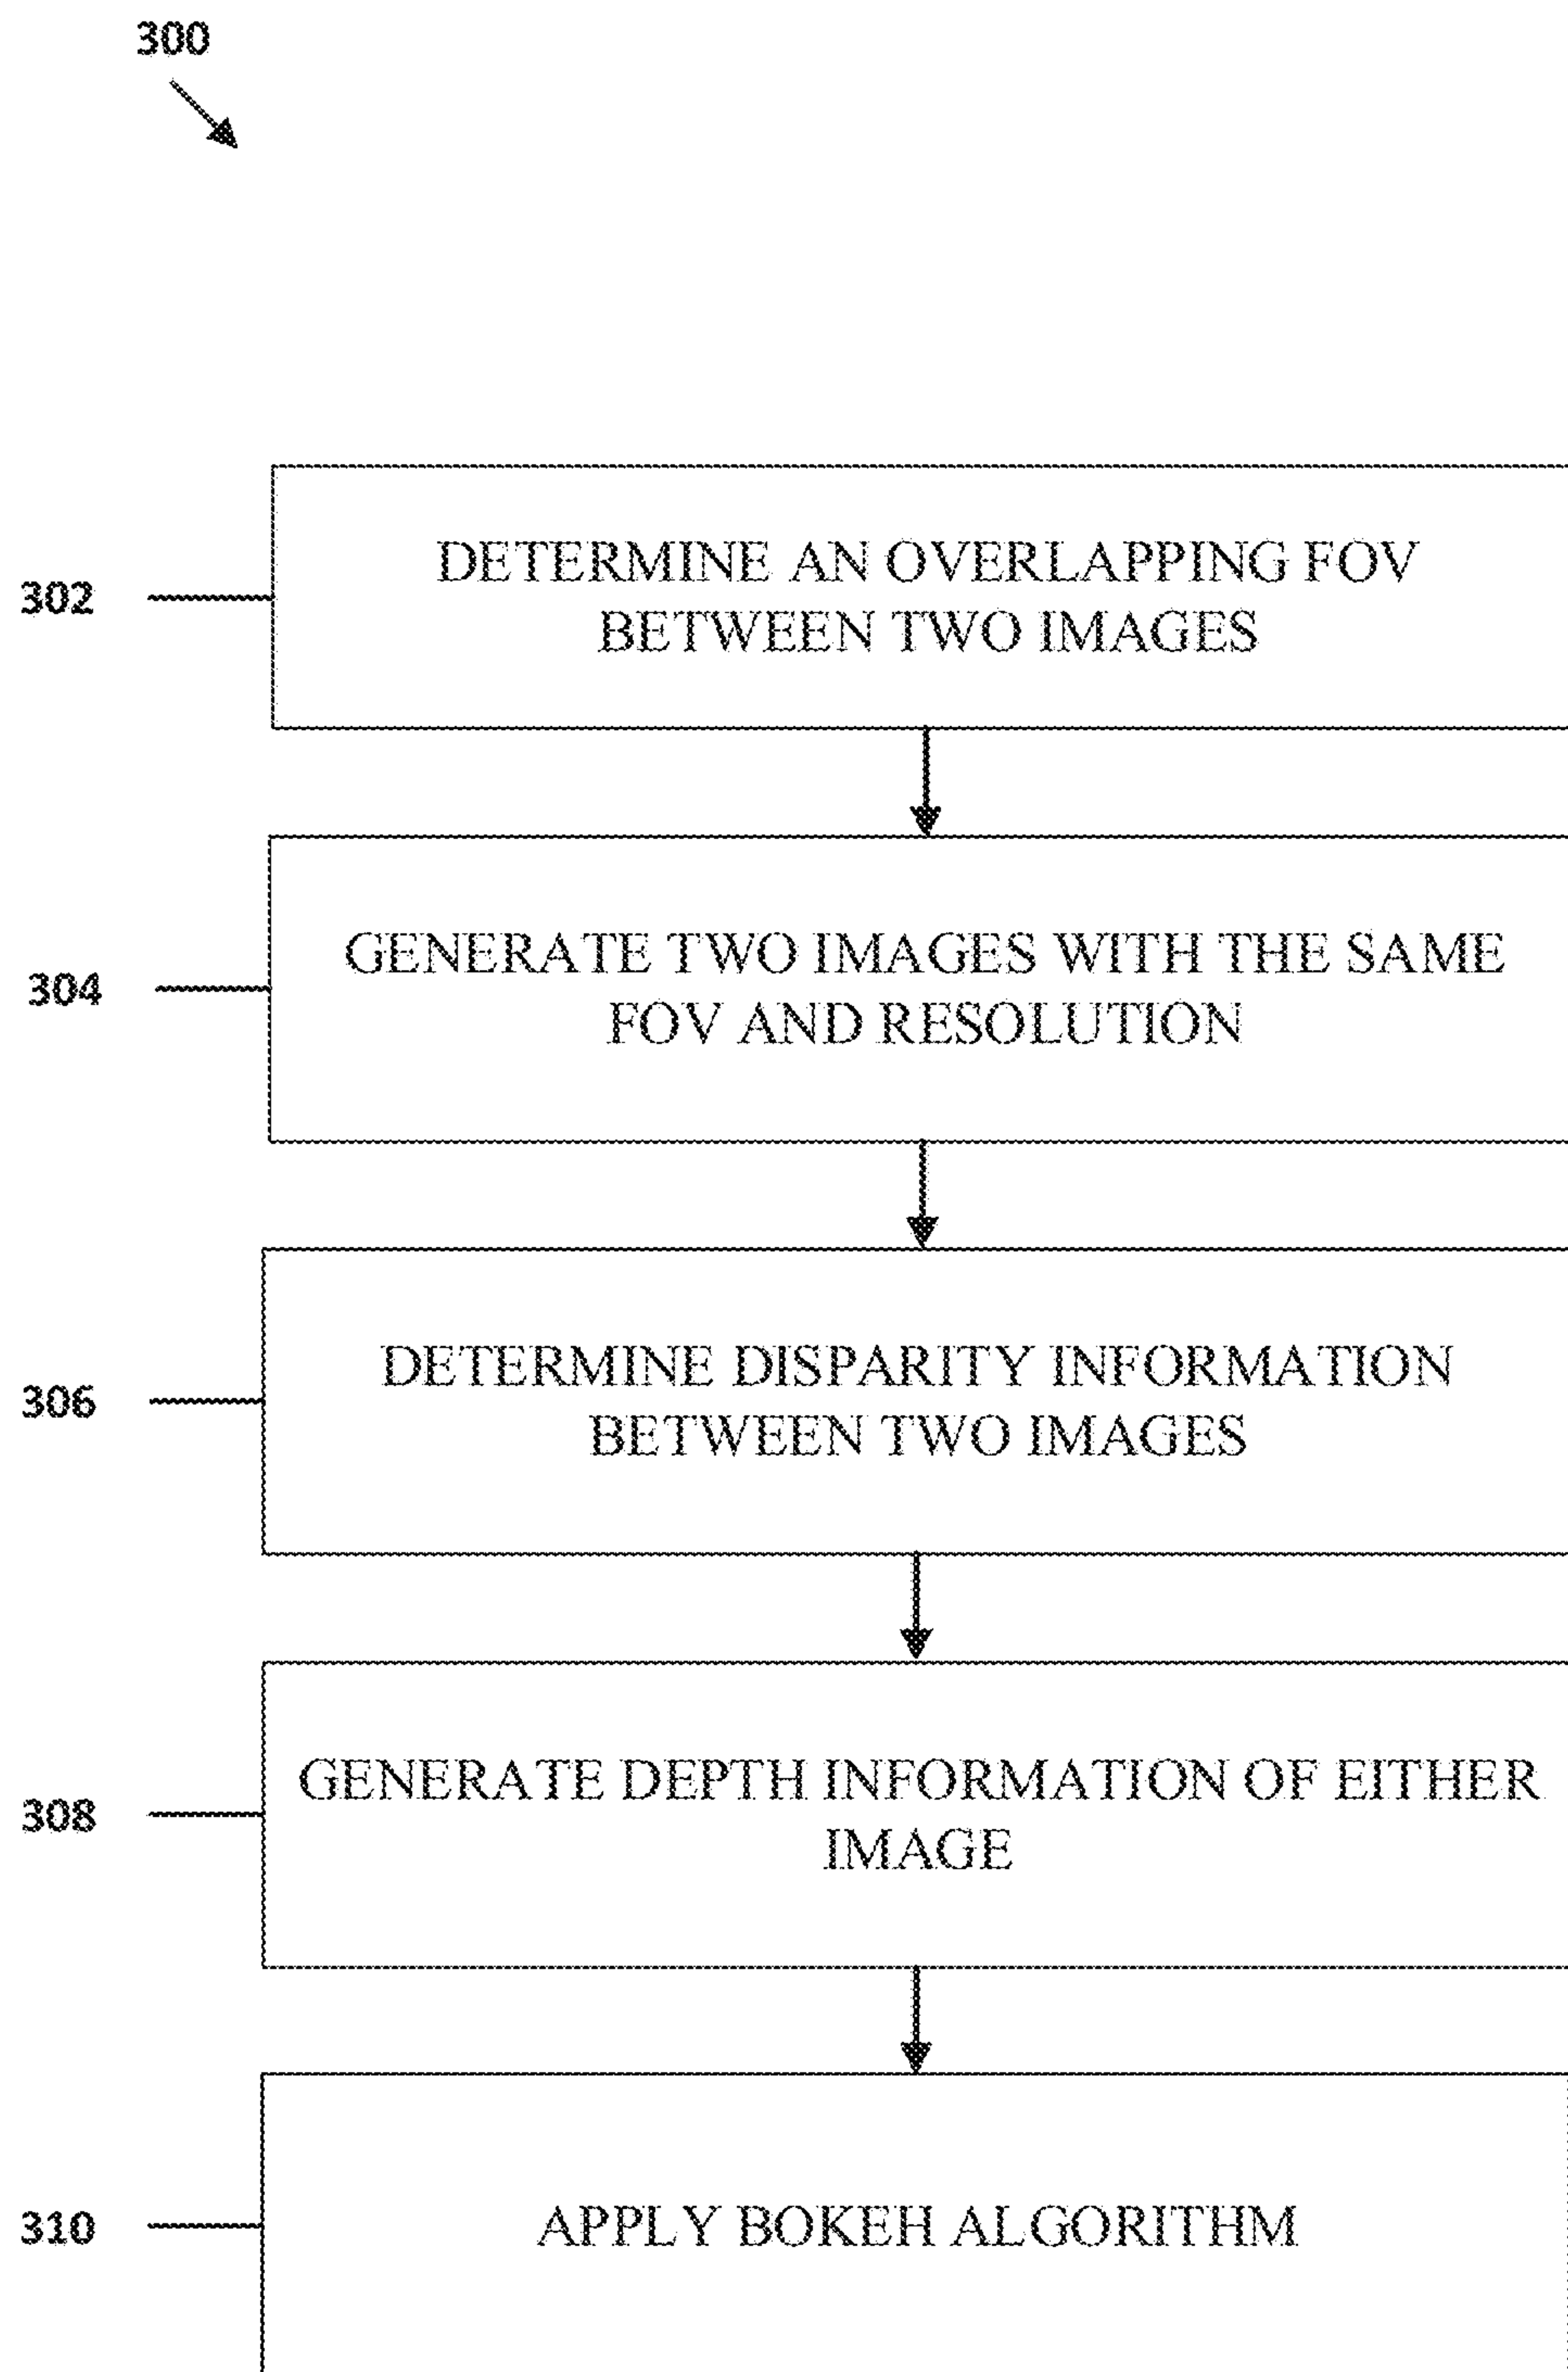 300
302
DETERMINE AN OVERLAPPING FOV
BETWEEN TWO IMAGES
304
GENERATE TWO IMAGES WITH THE SAME
FOV AND RESOLUTION
306
DETERMINE DISPARITY INFORMATION
BETWEEN TWO IMAGES
308
GENERATE DEPTH INFORMATION OF EITHER
IMAGE
310
APPLY BOKEH ALGORITHM